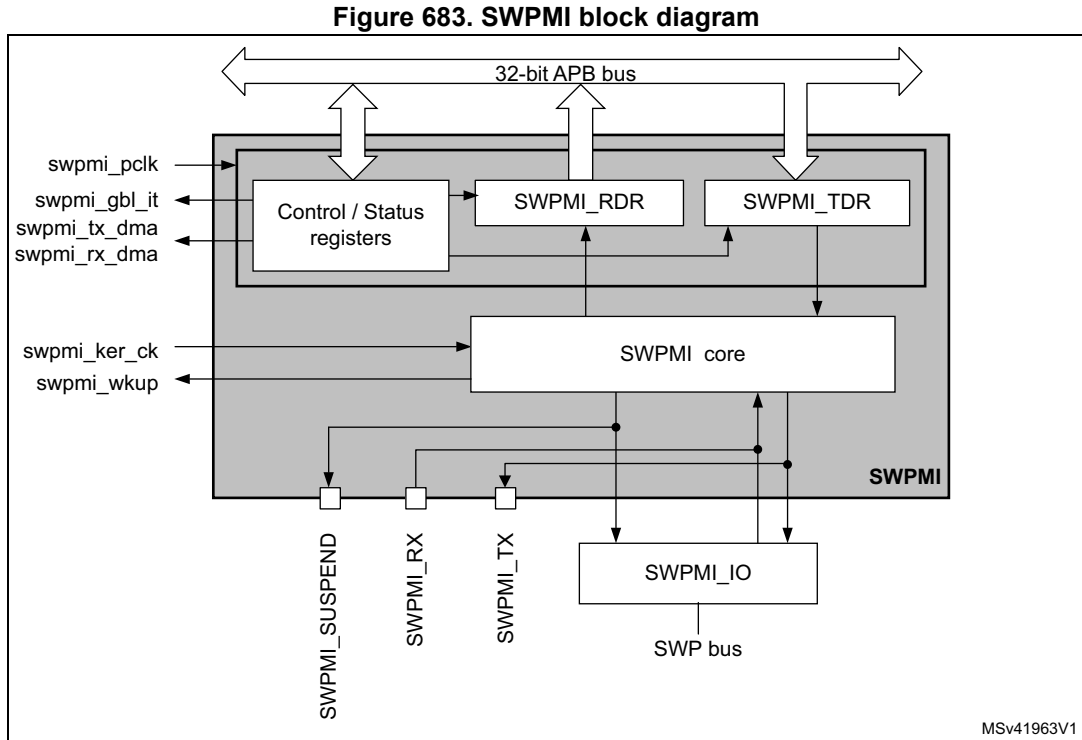 Figure 683. SWPMI block diagram
32-bit APB bus
swpmi_pclk
swpmi_gbl_it
swpmi_tx_dma
swpmi_rx_dma
Control / Status
registers
SWPMI_RDR
SWPMI_TDR
swpmi_ker_ck
swpmi_wkup
SWPMI core
SWPMI
SWPMI_SUSPEND
SWPMI_RX
SWPMI_TX
SWPMI_IO
SWP bus
MSv41963V1